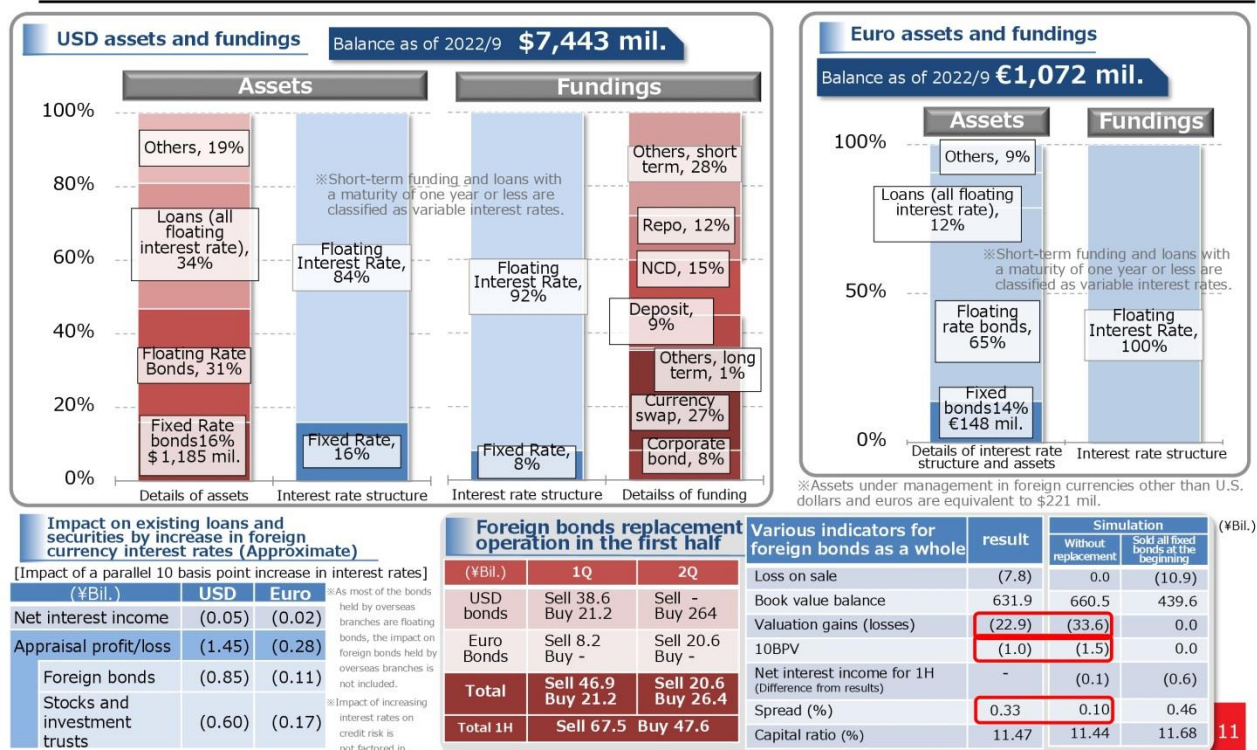 USD assets and fundings
Balance as of 2022/9 $7,443 mil.
Assets
Fundings
100%
80%
60%
40%
20%
0%
Others, 19%
Loans (all
floating
interest rate),
34%
Floating Rate
Bonds, 31%
Fixed Rate
bonds16%
$ 1,185 mil.
※Short-term funding and loans with
a maturity of one year or less are
classified as variable interest rates.
Floating
Interest Rate,
84%
Fixed Rate,
16%
Floating
Interest Rate,
92%
Fixed Rate,
8%
Others, short
term, 28%
Repo, 12%
NCD, 15%
Deposit,
9%
Others, long
term, 1%
Currency
swap, 27%
Corporate
bond, 8%
Details of assets
Interest rate structure
Interest rate structure
Detailss of funding
Euro assets and fundings
Balance as of 2022/9 €1,072 mil.
Assets
Fundings
100%
50%
0%
Others, 9%
Loans (all floating
interest rate),
12%
※Short-term funding and loans with
a maturity of one year or less are
classified as variable interest rates.
Floating
rate bonds,
65%
Fixed
bonds14%
€148 mil.
Floating
Interest Rate,
100%
Details of interest rate
structure and assets
Interest rate structure
※Assets under management in foreign currencies other than U.S.
dollars and euros are equivalent to $221 mil.
Impact on existing loans and
securities by increase in foreign
currency interest rates (Approximate)
[Impact of a parallel 10 basis point increase in interest rates]
(¥Bil.) USD Euro
Net interest income (0.05) (0.02)
Appraisal profit/loss (1.45) (0.28)
Foreign bonds (0.85) (0.11)
Stocks and
investment
trusts (0.60) (0.17)
※As most of the bonds
held by overseas
branches are floating
bonds, the impact on
foreign bonds held by
overseas branches is
not included.
※Impact of increasing
interest rates on
credit risk is
not factored in
Foreign bonds replacement
operation in the first half
(¥Bil.) 1Q 2Q
USD
bonds
Sell 38.6
Buy 21.2
Sell -
Buy 264
Euro
Bonds
Sell 8.2
Buy -
Sell 20.6
Buy -
Total
Sell 46.9
Buy 21.2
Sell 20.6
Buy 26.4
Total 1H Sell 67.5 Buy 47.6
(¥Bil.)
Various indicators for
foreign bonds as a whole
result
Simulation
Without
replacement
Sold all fixed
bonds at the
beginning
Loss on sale (7.8) 0.0 (10.9)
Book value balance 631.9 660.5 439.6
Valuation gains (losses) (22.9) (33.6) 0.0
10BPV (1.0) (1.5) 0.0
Net interest income for 1H
(Difference from results)
- (0.1) (0.6)
Spread (%) 0.33 0.10 0.46
Capital ratio (%) 11.47 11.44 11.68
11